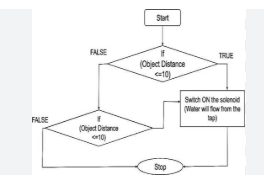 Start
FALSE
If
(Object Distance
<=10)
TRUE
FALSE
If
(Object Distance
<=10)
Switch ON the solenoid
(Water will flow from the
tap)
Stop